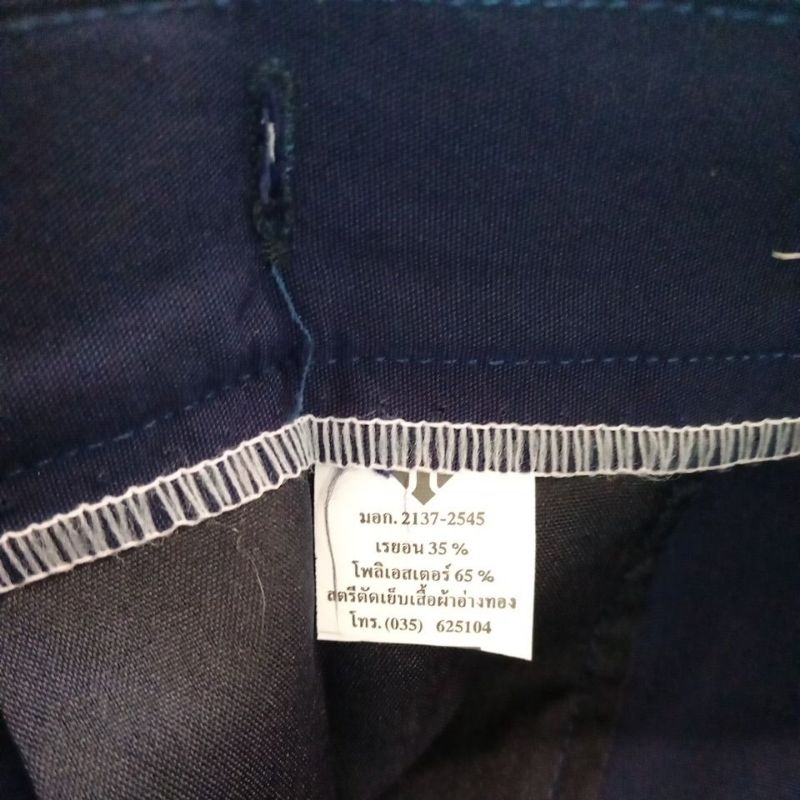 มอก. 2137-2545
เรยอน 35 %
โพลิเอสเตอร์ 65 %
สตรีตัดเย็บเสื้อผ้าอ่างทอง
โทร. (035) 625104